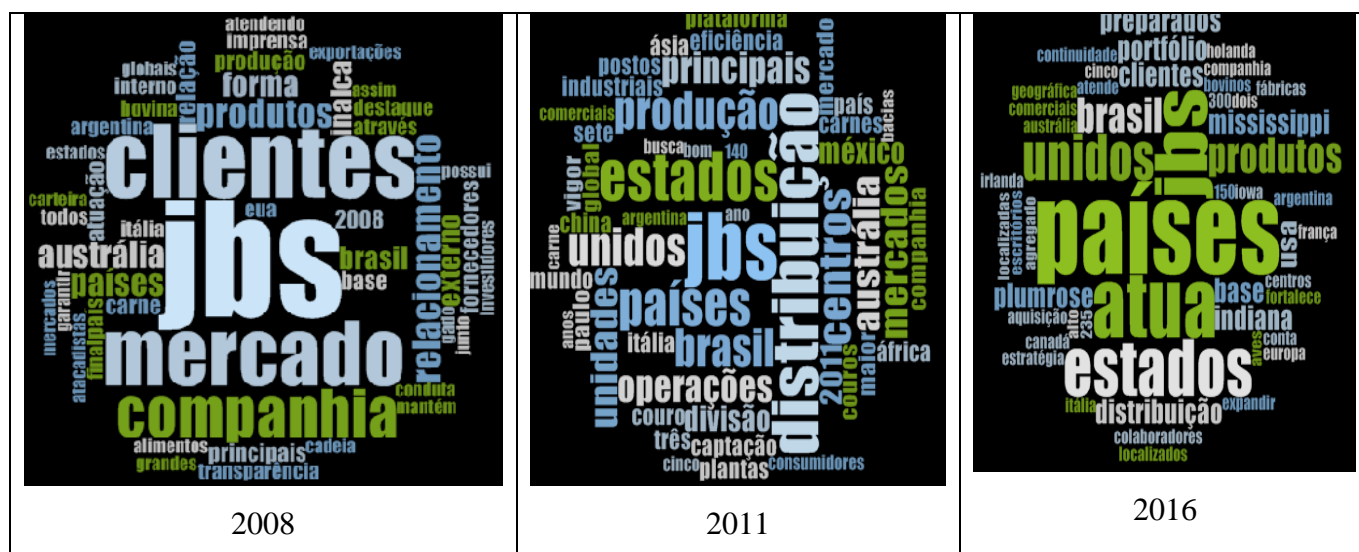 atendendo
imprensa
exportações
globais
relação
produção
interno
forma
inalca
assim
bovina
produtos
destaque
argentina
através
estados
clientes
possui
carteira
atuação
eua
2008
relacionamento
todos
itália
jbs
externo
fornecedores
investidores
austrália
brasil
países
base
carne
mercados
garantir
finalpaís
gado
junto
atacadistas
mercado
companhia
conduta
mantém
alimentos
principais
cadeia
grandes
transparência
2008
plataforma
ásia
eficiência
mercado
postos
principais
industriais
produção
distribuição
país
bacias
comerciais
carnes
sete
busca
bom
140
méxico
vigor
global
estados
china
argentina
ano
centros
austrália
mercados
companhia
carne
unidos
jbs
mundo
unidades
países
anos
paulo
itália
brasil
2011
couros
maior
áfrica
operações
couro
divisão
três
captação
cinco
plantas
consumidores
2011
preparados
continuidade
portfólio
holanda
cinco
clientes
companhia
geográfica
atende
bovinos
fábricas
comerciais
brasil
jbs
300dois
austrália
mississippi
unidos
produtos
irlanda
150iowa
argentina
localizadas
escritórios
agregado
países
usa
frança
plumrose
atua
base
centros
fortalece
aquisição
alto
235
indiana
canadá
estratégia
estados
aves
conta
europa
itália
distribuição
expandir
colaboradores
localizados
2016